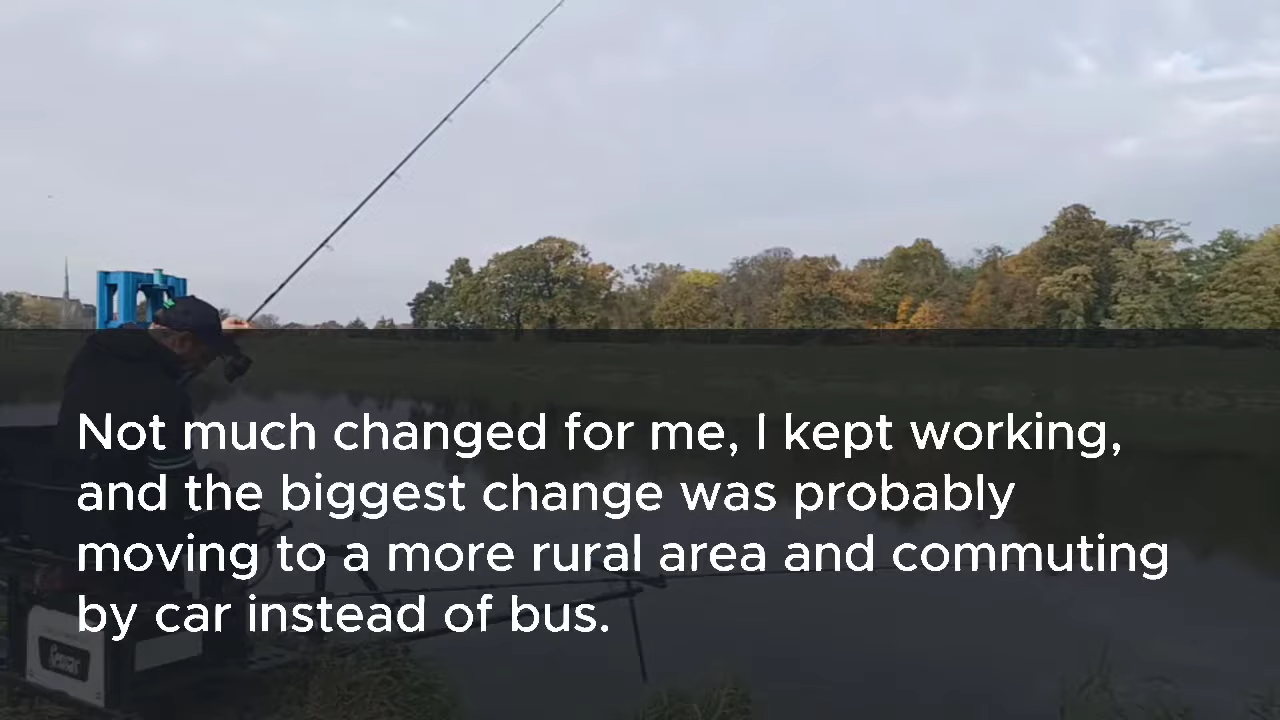 Not much changed for me, I kept working,
and the biggest change was probably
moving to a more rural area and commuting
by car instead of bus.